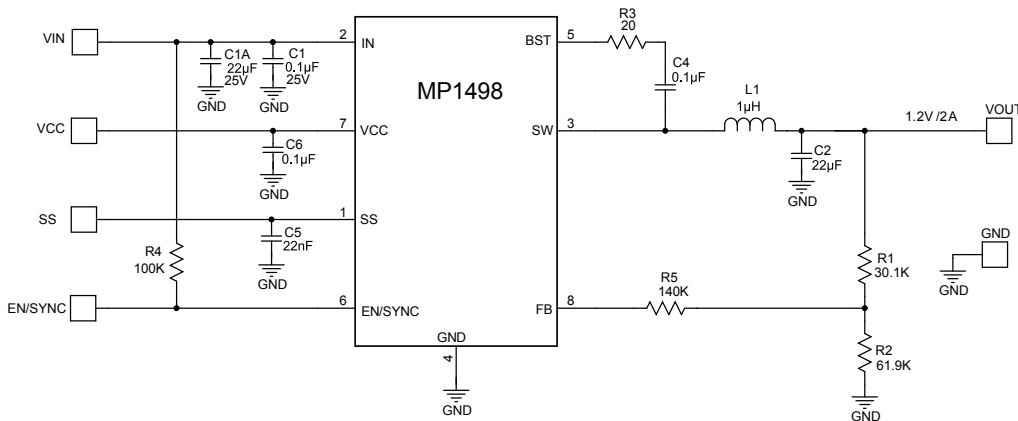 VIN
C1A
22µF
25V
GND
C1
0.1µF
25V
GND
2
IN
MP1498
BST
5
R3
20
C4
0.1µF
L1
1µH
1.2V /2A
VOUT
VCC
7
VCC
C6
0.1µF
GND
SW
3
C2
22µF
GND
SS
1
SS
C5
22nF
GND
R4
100K
EN/SYNC
6
EN/SYNC
GND
4
GND
FB
8
R5
140K
R1
30.1K
R2
61.9K
GND
GND
GND